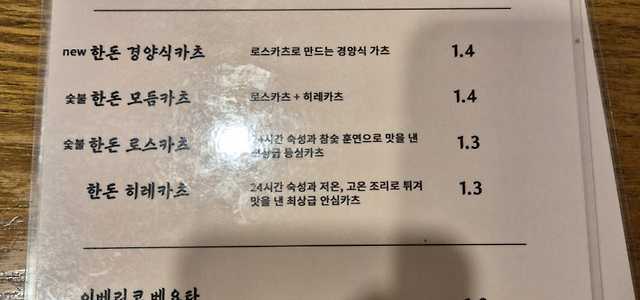 new 한돈 경양식카츠 로스카츠로 만드는 경양식 카츠 1.4
숯불 한돈 모듬카츠 로스카츠 + 히레카츠 1.4
숯불 한돈 로스카츠 24시간 숙성과 참숯 훈연으로 맛을 낸
최상급 등심카츠 1.3
한돈 히레카츠 24시간 숙성과 저온, 고온 조리로 튀겨
맛을 낸 최상급 안심카츠 1.3
이베리코 베요타